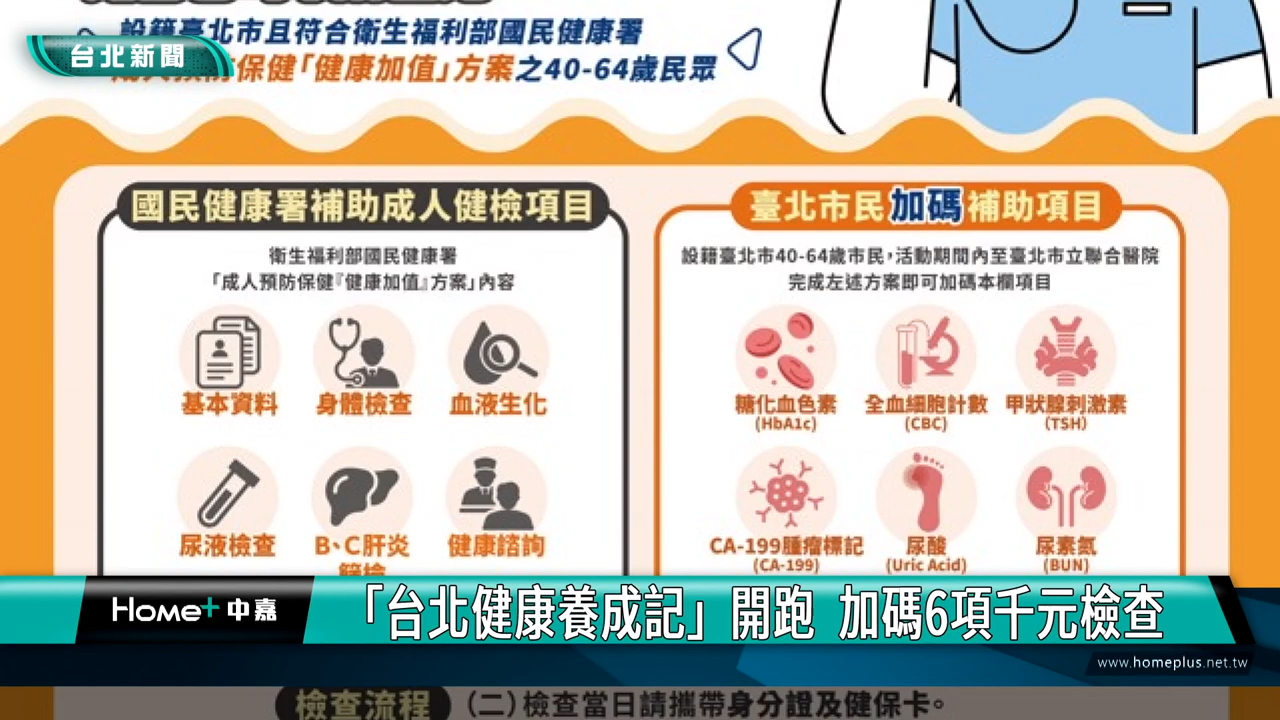 設籍臺北市且符合衛生福利部國民健康署
台北新聞
成人預防保健「健康加值」方案之40-64歲民眾
國民健康署補助成人健檢項目
衛生福利部國民健康署
「成人預防保健『健康加值』方案」內容
基本資料
身體檢查
血液生化
尿液檢查
B、C肝炎
篩檢
健康諮詢
臺北市民加碼補助項目
設籍臺北市40-64歲市民,活動期間內至臺北市立聯合醫院
完成左述方案即可加碼本欄項目
糖化血色素
(HbA1c)
全血細胞計數
(CBC)
甲狀腺刺激素
(TSH)
CA-199腫瘤標記
(CA-199)
尿酸
(Uric Acid)
尿素氮
(BUN)
Home+中嘉
「台北健康養成記」開跑 加碼6項千元檢查
www.homeplus.net.tw
檢查流程
(二)檢查當日請攜帶身分證及健保卡。